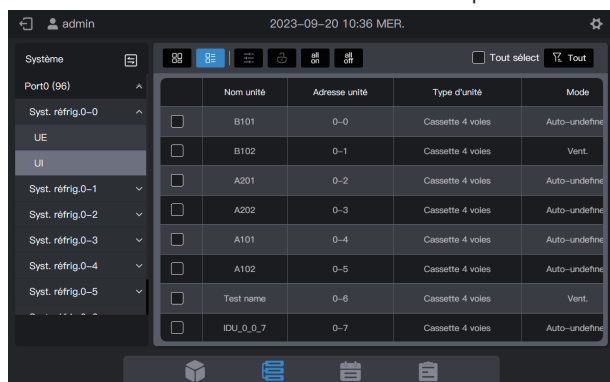 admin
2023-09-20 10:36 MER.
Système
all on
all off
Tout sélect
Tout
Port0 (96)
Syst. réfrig.0-0
UE
UI
Syst. réfrig.0-1
Syst. réfrig.0-2
Syst. réfrig.0-3
Syst. réfrig.0-4
Syst. réfrig.0-5
Nom unité Adresse unité Type d'unité Mode
B101 0-0 Cassette 4 voies Auto-undefine
B102 0-1 Cassette 4 voies Vent.
A201 0-2 Cassette 4 voies Auto-undefine
A202 0-3 Cassette 4 voies Auto-undefine
A101 0-4 Cassette 4 voies Auto-undefine
A102 0-5 Cassette 4 voies Auto-undefine
Test name 0-6 Cassette 4 voies Vent.
IDU_0_0_7 0-7 Cassette 4 voies Auto-undefine